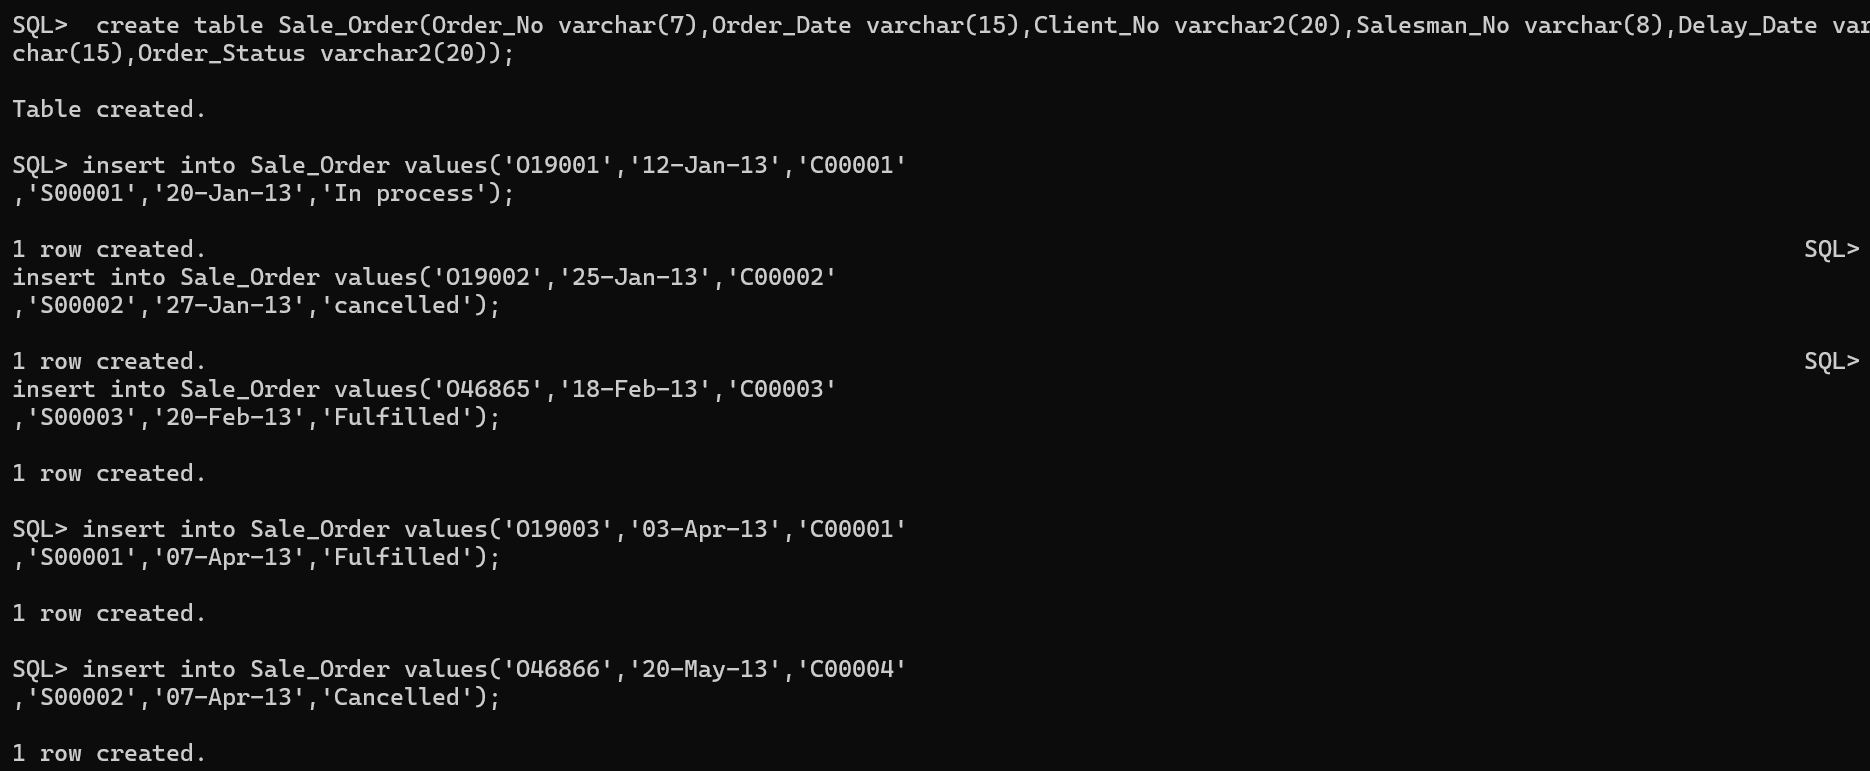 SQL>  create table Sale_Order(Order_No varchar(7),Order_Date varchar(15),Client_No varchar2(20),Salesman_No varchar(8),Delay_Date var
char(15),Order_Status varchar2(20));
Table created.
SQL> insert into Sale_Order values('O19001','12-Jan-13','C00001'
,'S00001','20-Jan-13','In process');
1 row created. SQL>
insert into Sale_Order values('O19002','25-Jan-13','C00002'
,'S00002','27-Jan-13','cancelled');
1 row created. SQL>
insert into Sale_Order values('O46865','18-Feb-13','C00003'
,'S00003','20-Feb-13','Fulfilled');
1 row created.
SQL> insert into Sale_Order values('O19003','03-Apr-13','C00001'
,'S00001','07-Apr-13','Fulfilled');
1 row created.
SQL> insert into Sale_Order values('O46866','20-May-13','C00004'
,'S00002','07-Apr-13','Cancelled');
1 row created.